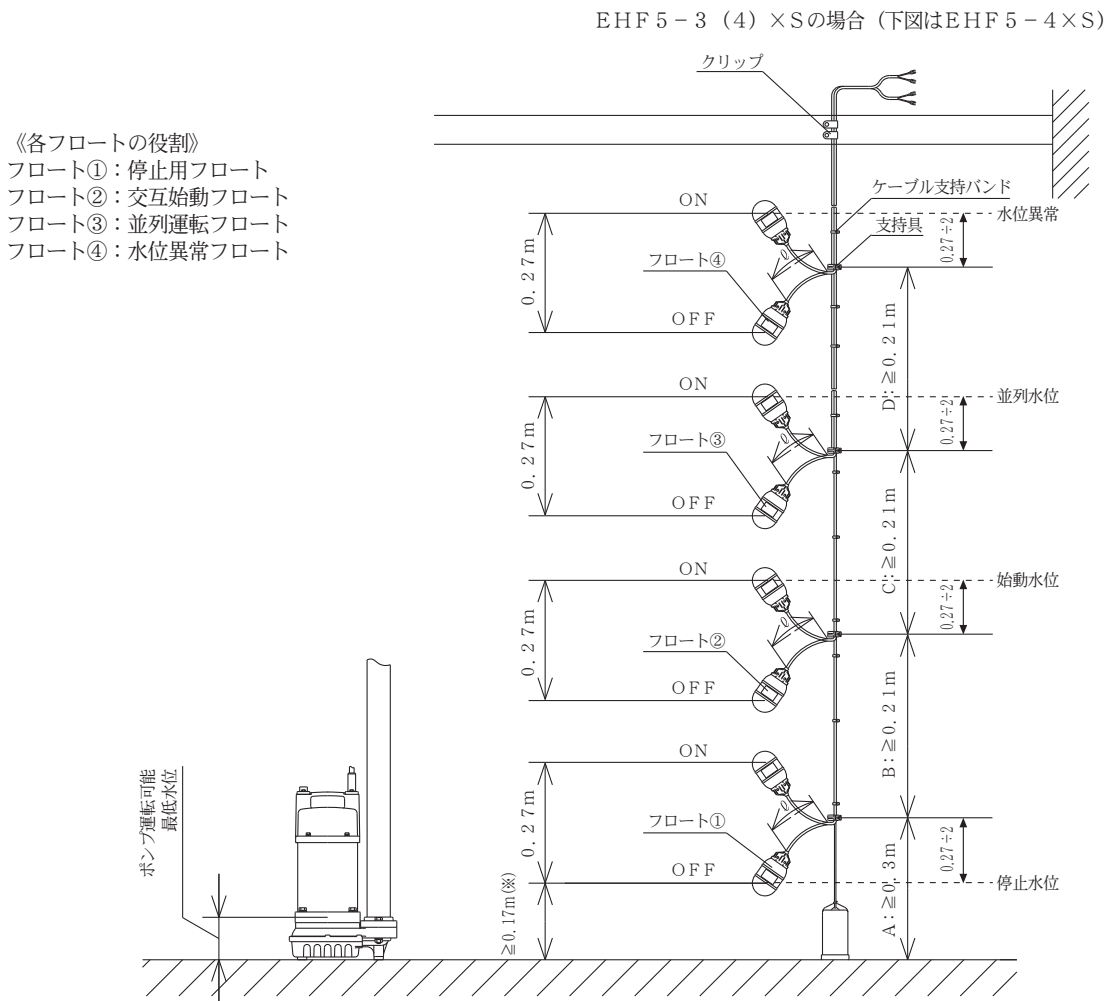 EHF5-3(4)×Sの場合(下図はEHF5-4×S)
クリップ
《各フロートの役割》
フロート①:停止用フロート
フロート②:交互始動フロート
フロート③:並列運転フロート
フロート④:水位異常フロート
ケーブル支持バンド
支持具
ON
水位異常
0.27÷2
0.27m
フロート④
ℓ
OFF
D:≧0.21m
ON
並列水位
0.27÷2
0.27m
フロート③
ℓ
OFF
C:≧0.21m
ON
始動水位
0.27÷2
0.27m
フロート②
ℓ
OFF
B:≧0.21m
ON
0.27m
フロート①
ℓ
OFF
0.27÷2
停止水位
A:≧0.3m
≧0.17m(※)
ポンプ運転可能
最低水位